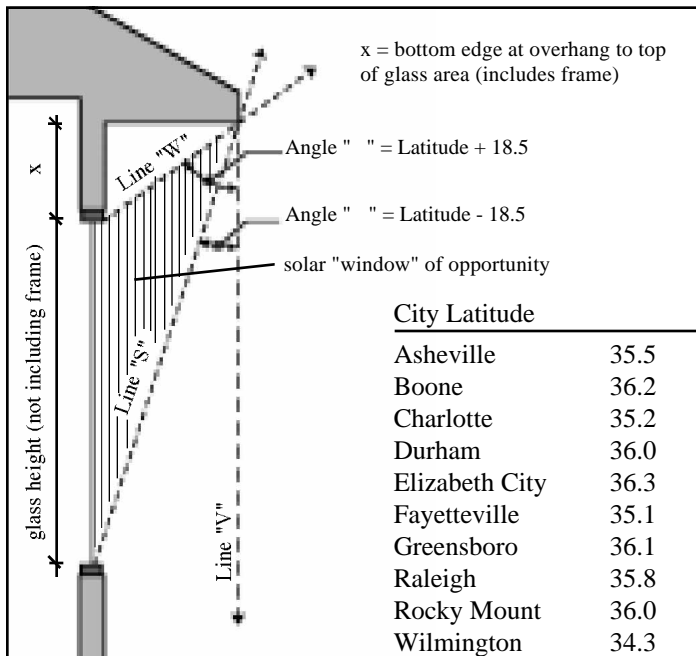 x = bottom edge at overhang to top
of glass area (includes frame)
x
Line "W"
Angle " " = Latitude + 18.5
Angle " " = Latitude - 18.5
solar "window" of opportunity
glass height (not including frame)
Line "S"
Line "V"
City Latitude
Asheville 35.5
Boone 36.2
Charlotte 35.2
Durham 36.0
Elizabeth City 36.3
Fayetteville 35.1
Greensboro 36.1
Raleigh 35.8
Rocky Mount 36.0
Wilmington 34.3